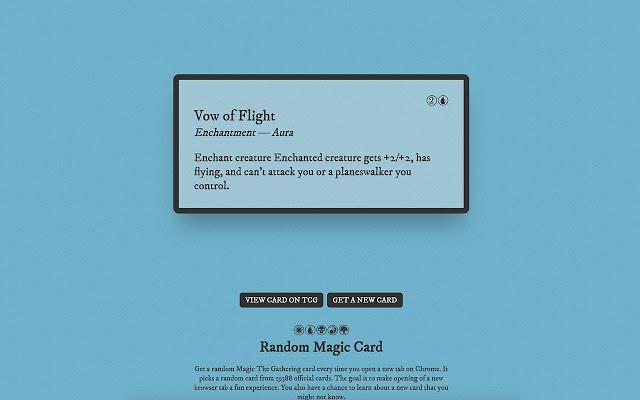 2
Vow of Flight
Enchantment — Aura
Enchant creature Enchanted creature gets +2/+2, has
flying, and can't attack you or a planeswalker you
control.
VIEW CARD ON TCG GET A NEW CARD
Random Magic Card
Get a random Magic The Gathering card every time you open a new tab on Chrome. It
picks a random card from 19388 official cards. The goal is to make opening of a new
browser tab a fun experience. You also have a chance to learn about a new card that you
might not know.